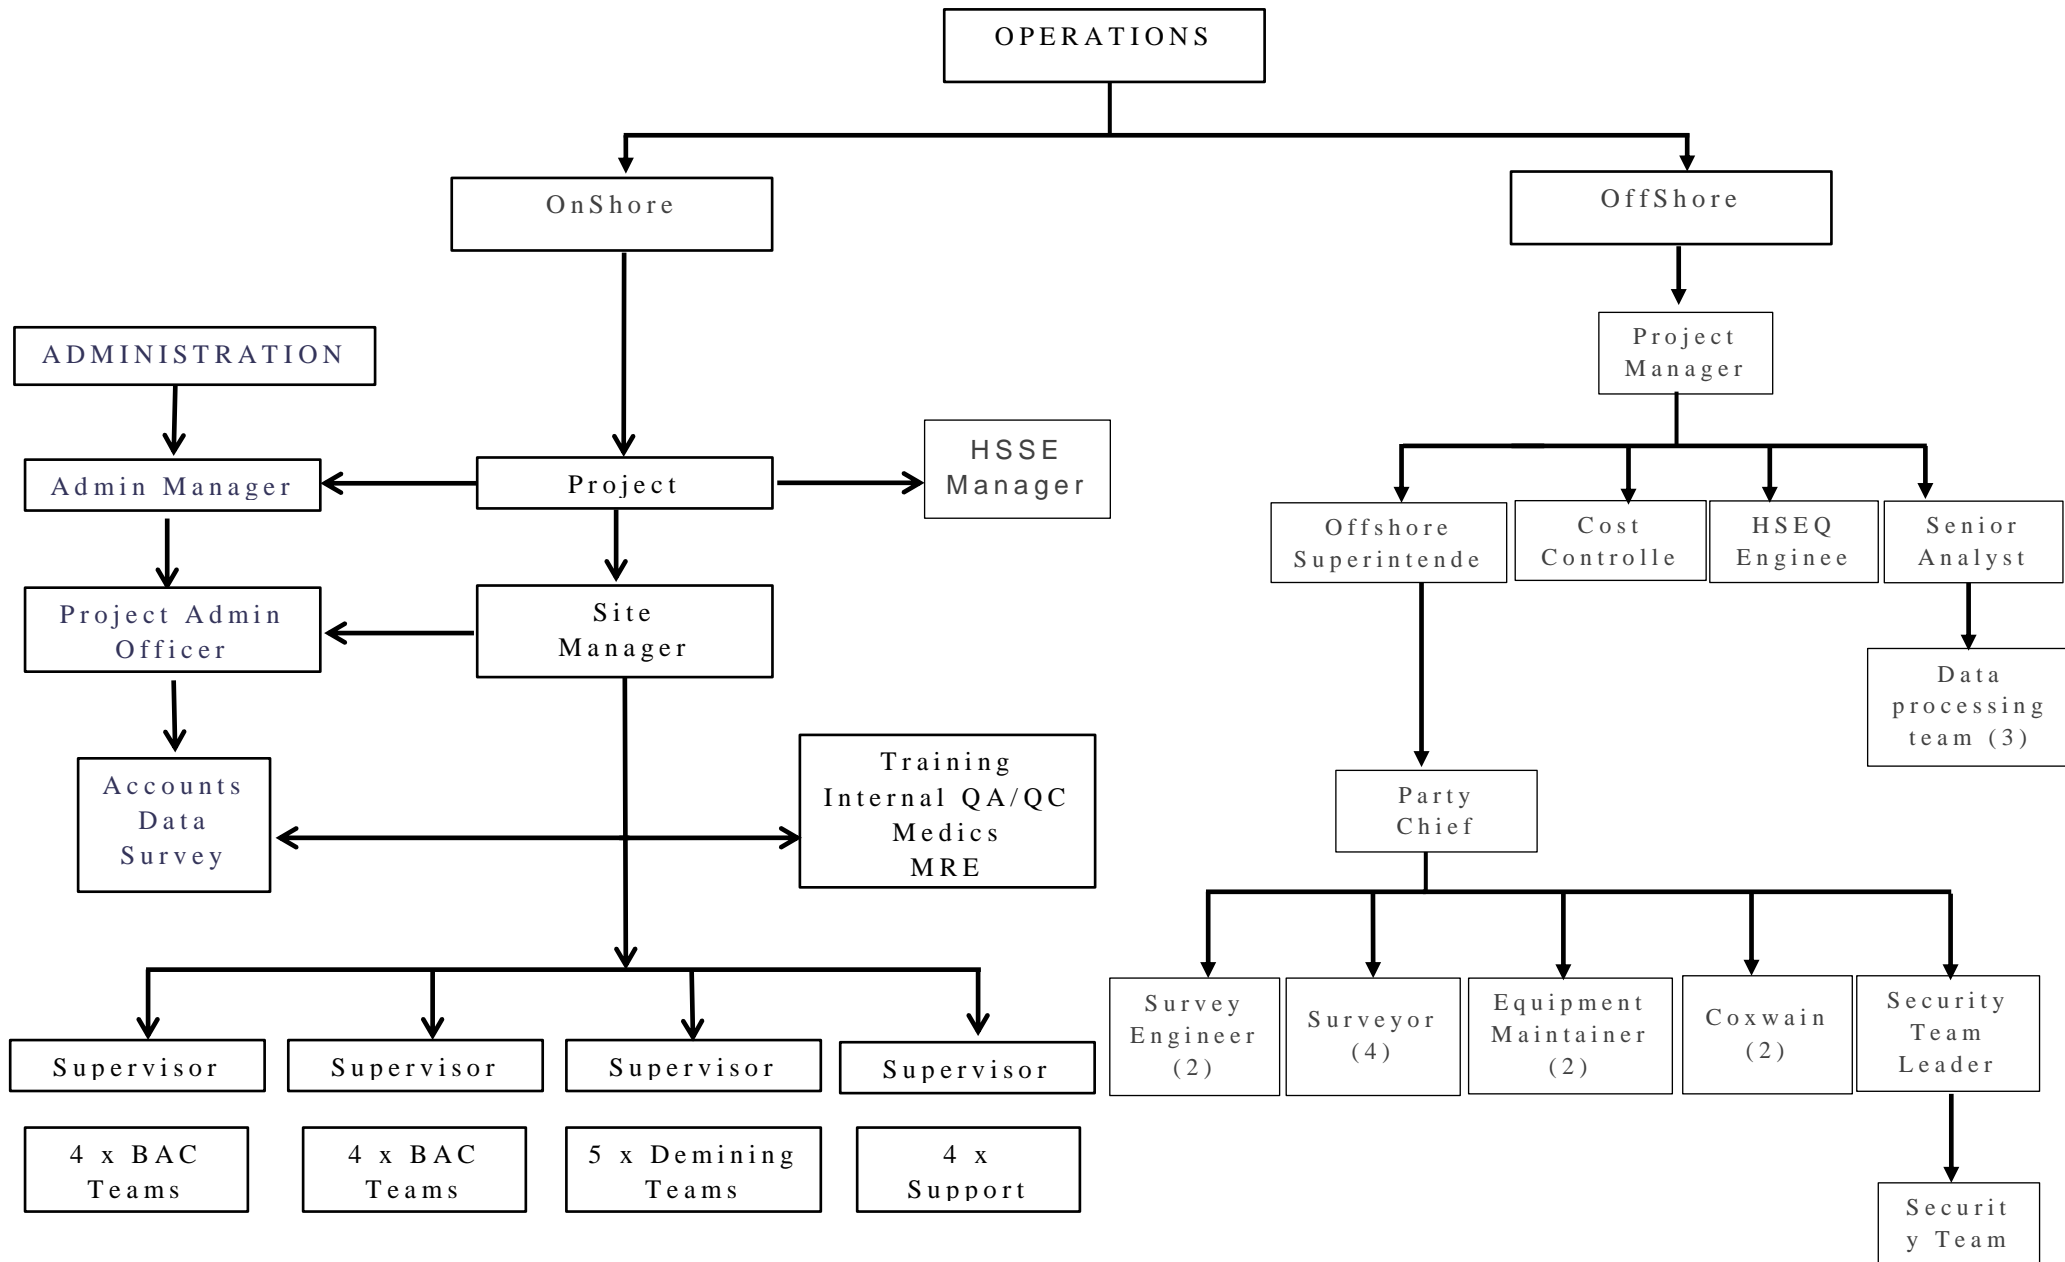 OPERATIONS
OnShore
OffShore
ADMINISTRATION
Project
Manager
Admin Manager
Project
HSSE
Manager
Offshore
Superintende
Cost
Controlle
HSEQ
Enginee
Senior
Analyst
Project Admin
Officer
Site
Manager
Data
processing
team (3)
Accounts
Data
Survey
Training
Internal QA/QC
Medics
MRE
Party
Chief
Survey
Engineer
(2)
Surveyor
(4)
Equipment
Maintainer
(2)
Coxwain
(2)
Security
Team
Leader
Supervisor
Supervisor
Supervisor
Supervisor
4 x BAC
Teams
4 x BAC
Teams
5 x Demining
Teams
4 x
Support
Securit
y Team